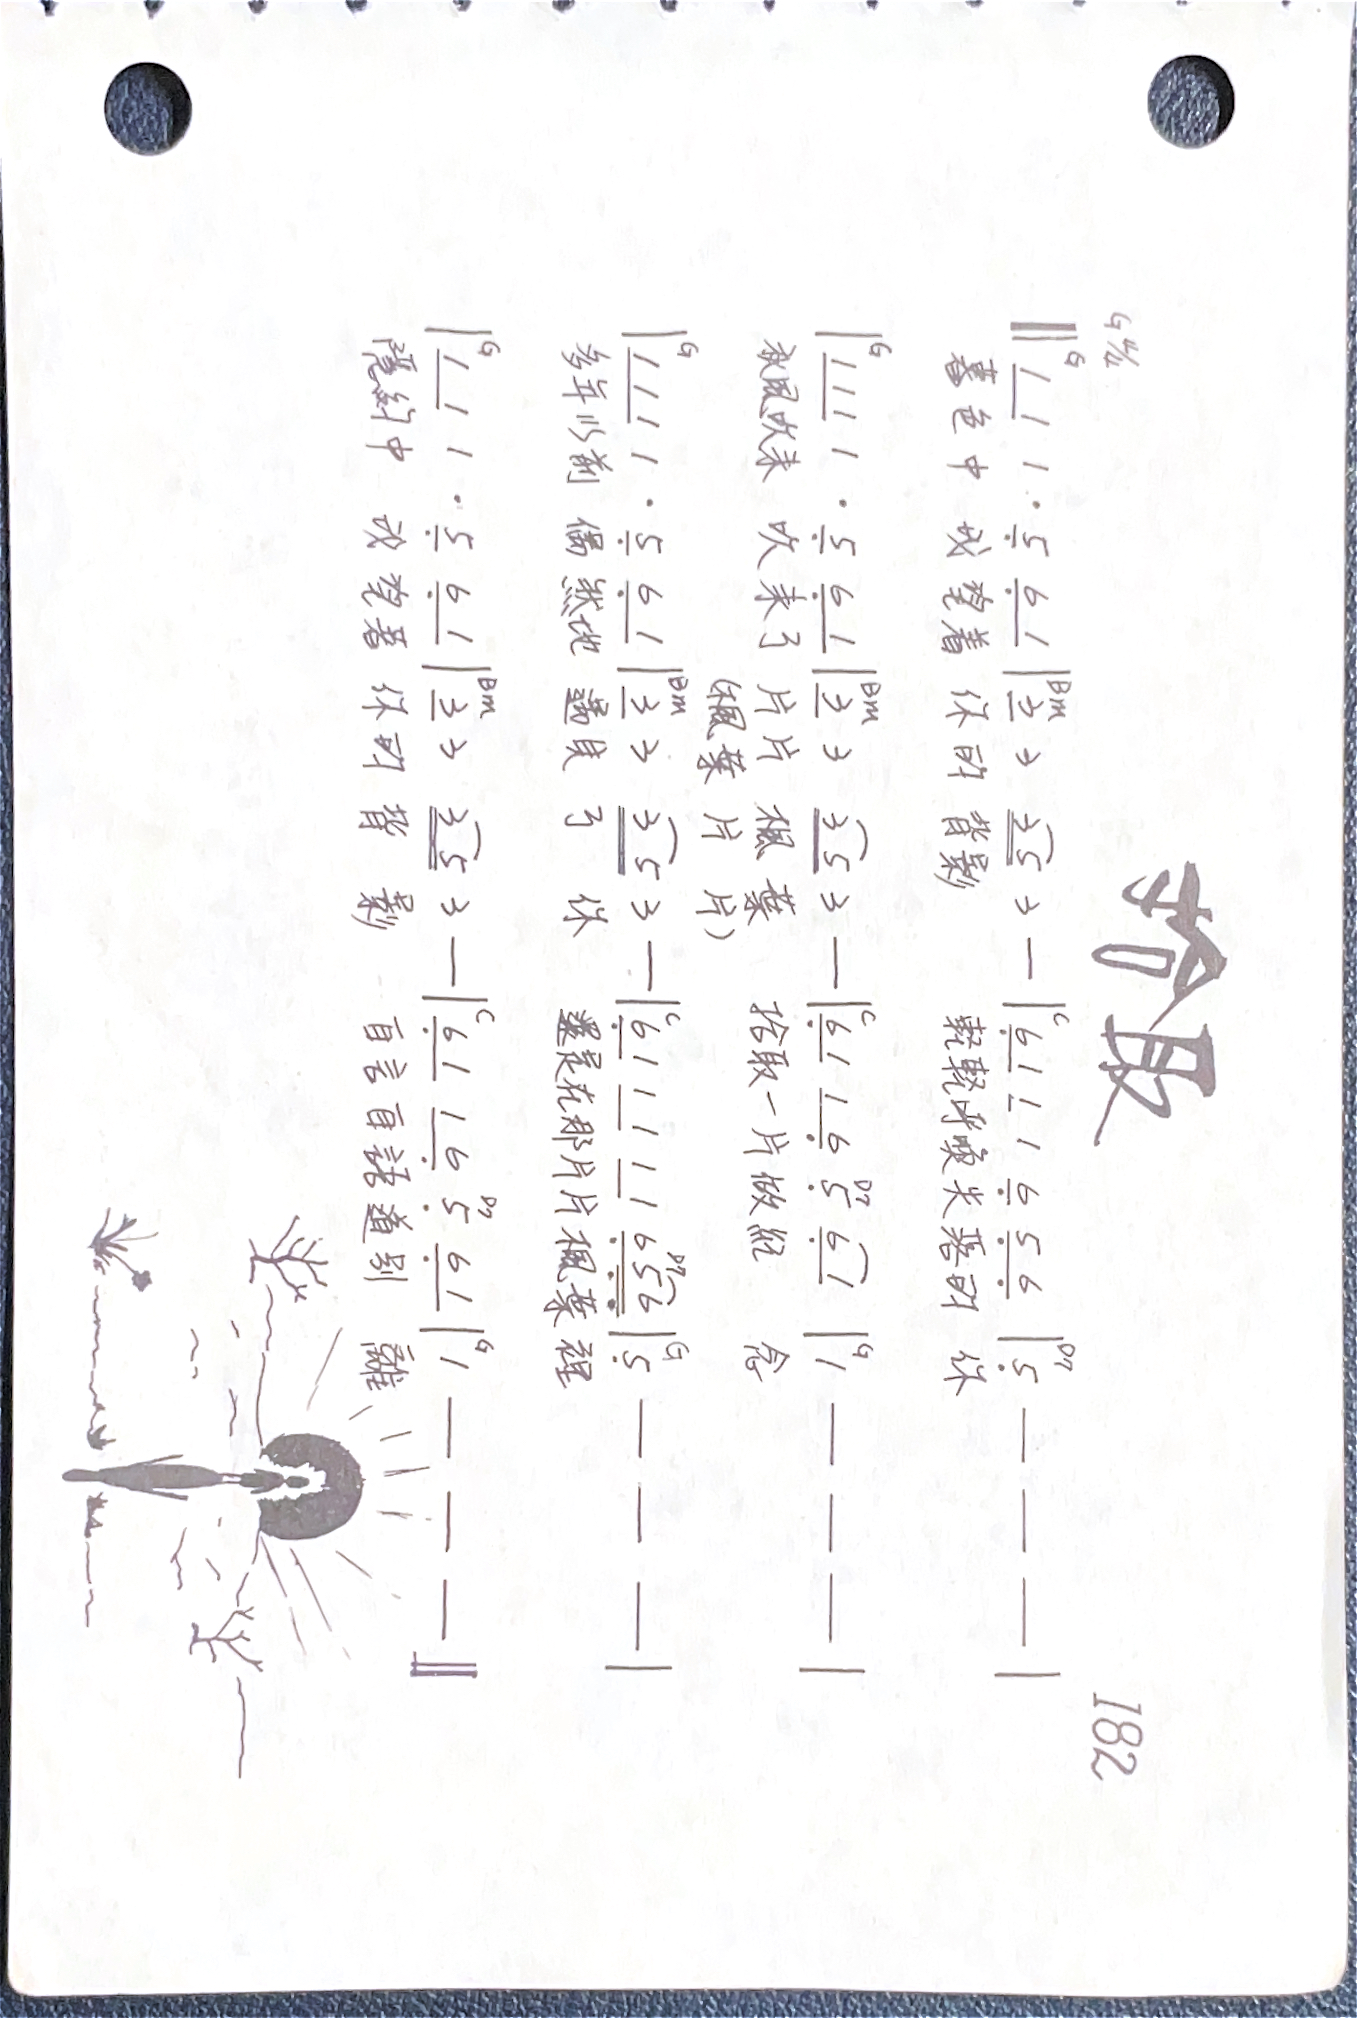 拾取
182
G 4/4
G Bm C D7
1 1 1 · 5 6 1 | 3 3 3 5 3 — | 6 1 1 1 6 5 6 | 5 — — — |
暮色中 我望着 你的 背影 軽軽呼喚失落的 你
G Bm C D7 G
1 1 1 1 · 5 6 1 | 3 3 3 5 3 — | 6 1 1 6 5 6 1 | 1 — — — |
秋風吹来 吹来了 片片 楓葉 拾取一片做紀念
(楓葉片片)
G Bm C D7 G
1 1 1 1 · 5 6 1 | 3 3 3 5 3 — | 6 1 1 1 1 1 6 5 6 | 5 — — — |
多年以前 偶然地 遇見了你 還是在那片片楓葉裡
G Bm C D7 G
1 1 1 · 5 6 1 | 3 3 3 5 3 — | 6 1 1 6 5 6 1 | 1 — — —
隱約中 我望著 你的背影 自言自語道別離